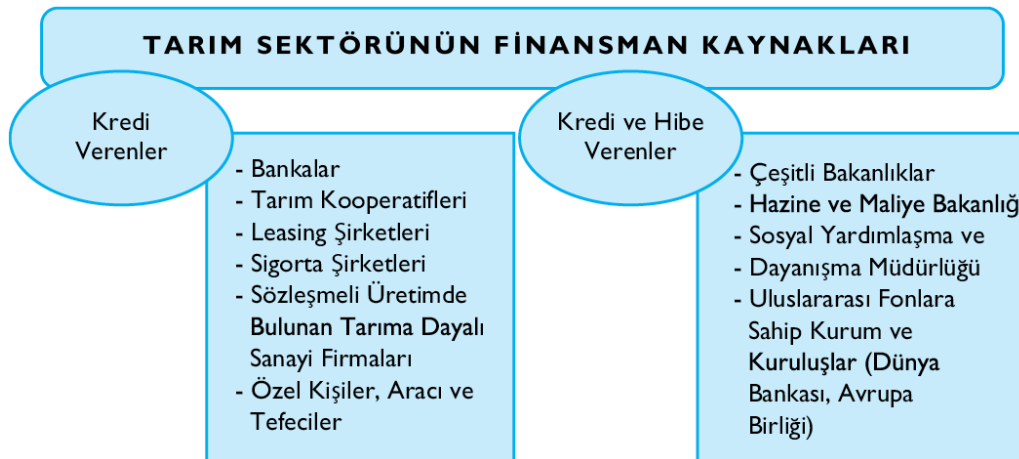 TARIM SEKTÖRÜNÜN FİNANSMAN KAYNAKLARI
Kredi
Verenler
- Bankalar
- Tarım Kooperatifleri
- Leasing Şirketleri
- Sigorta Şirketleri
- Sözleşmeli Üretimde
Bulunan Tarıma Dayalı
Sanayi Firmaları
- Özel Kişiler, Aracı ve
Tefeciler
Kredi ve Hibe
Verenler
- Çeşitli Bakanlıklar
- Hazine ve Maliye Bakanlığ
- Sosyal Yardımlaşma ve
- Dayanışma Müdürlüğü
- Uluslararası Fonlara
Sahip Kurum ve
Kuruluşlar (Dünya
Bankası, Avrupa
Birliği)